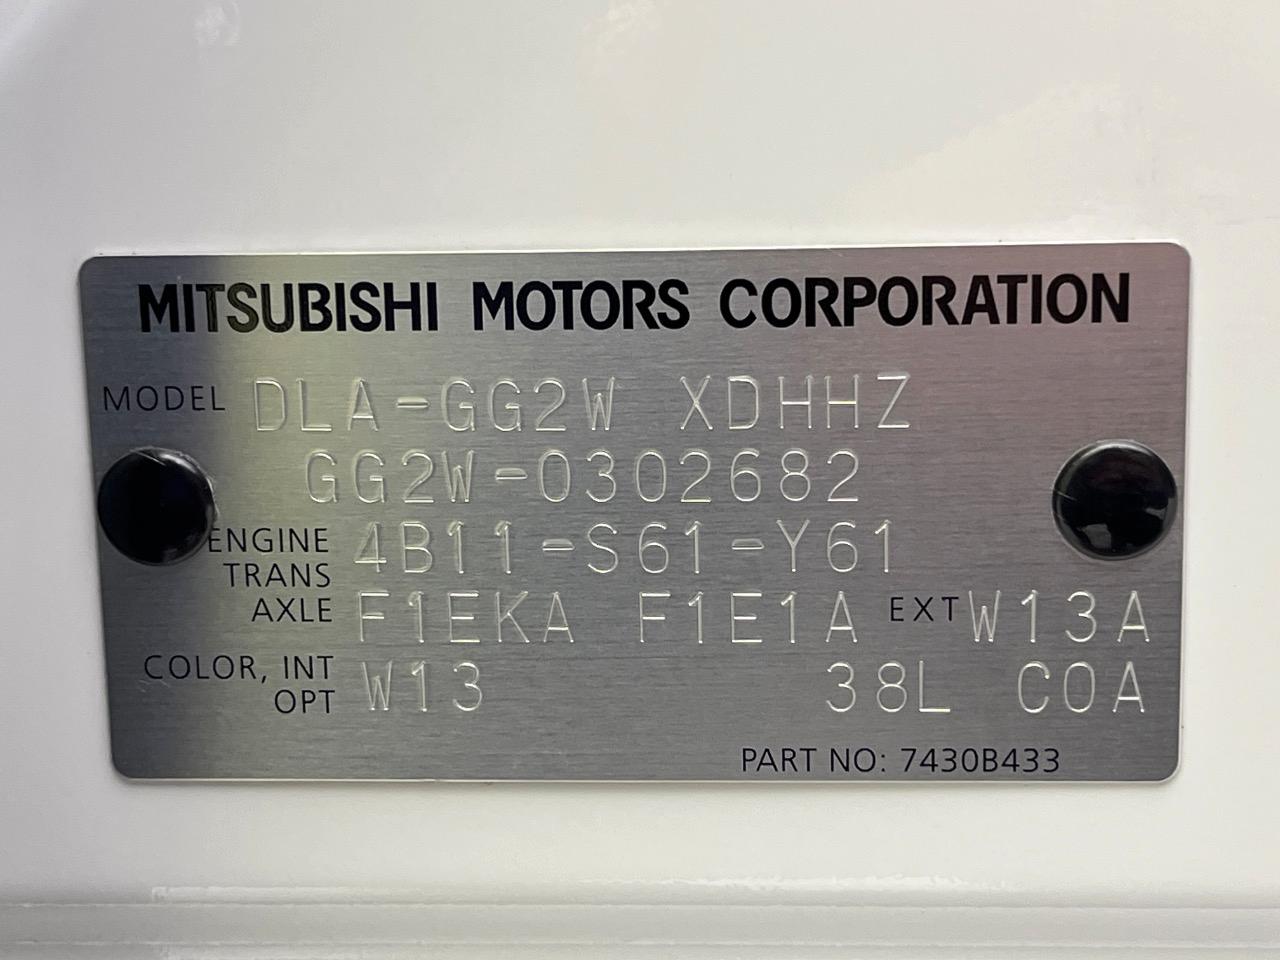 MITSUBISHI MOTORS CORPORATION
MODEL DLA-GG2W XDHHZ
GG2W-0302682
ENGINE 4B11-S61-Y61
TRANS
AXLE F1EKA F1E1A EXT W13A
COLOR, INT
OPT W13 38L C0A
PART NO: 7430B433